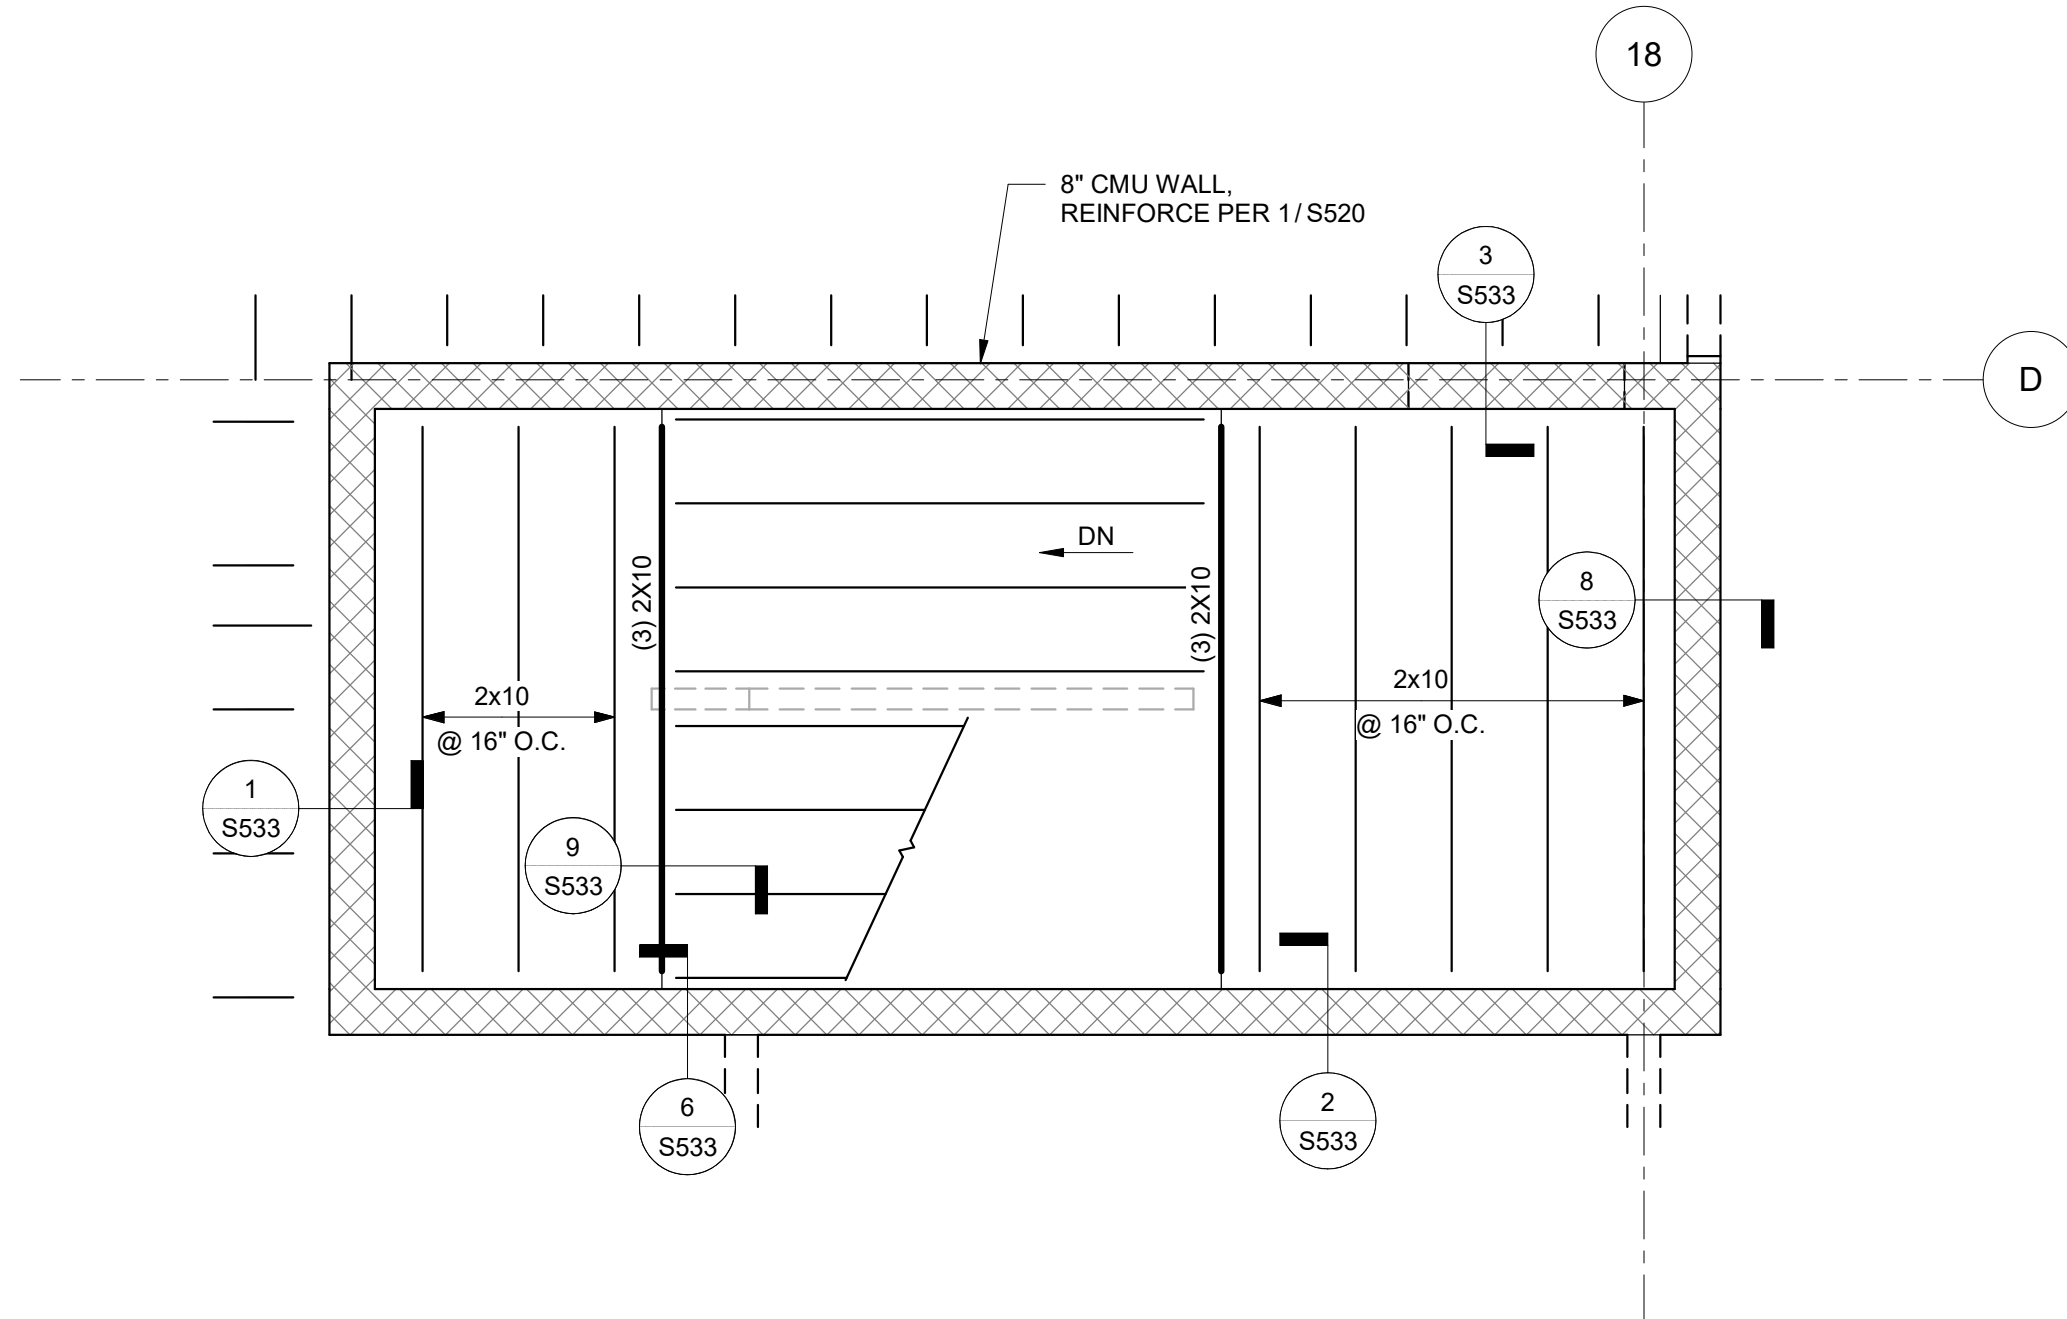 18
8" CMU WALL,
REINFORCE PER 1/S520
3
S533
D
DN
(3) 2X10
(3) 2X10
8
S533
2x10
@ 16" O.C.
2x10
@ 16" O.C.
1
S533
9
S533
6
S533
2
S533